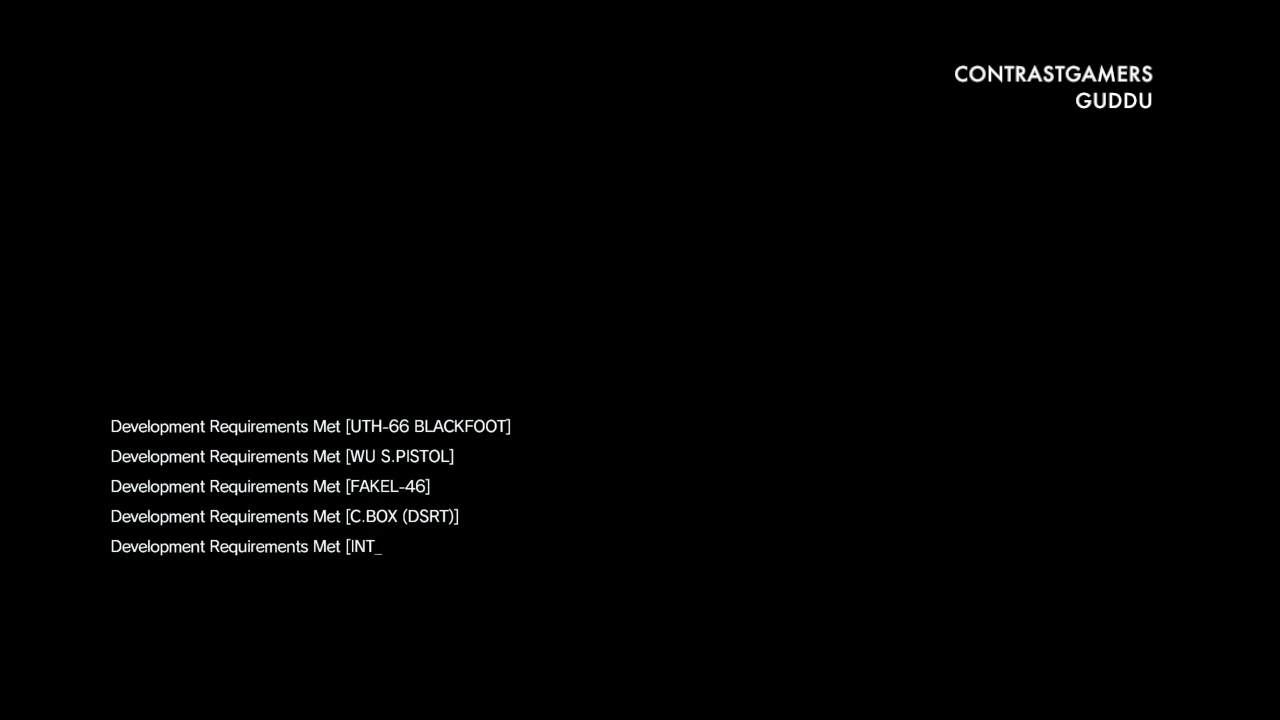 CONTRASTGAMERS
GUDDU
Development Requirements Met [UTH-66 BLACKFOOT]
Development Requirements Met [WU S.PISTOL]
Development Requirements Met [FAKEL-46]
Development Requirements Met [C.BOX (DSRT)]
Development Requirements Met [INT_